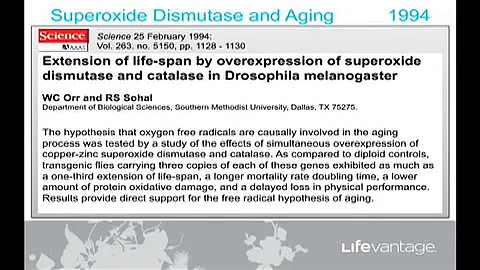 Superoxide Dismutase and Aging 1994
Science Science 25 February 1994:
AAAS Vol. 263. no. 5150, pp. 1128 - 1130
Extension of life-span by overexpression of superoxide
dismutase and catalase in Drosophila melanogaster
WC Orr and RS Sohal
Department of Biological Sciences, Southern Methodist University, Dallas, TX 75275.
The hypothesis that oxygen free radicals are causally involved in the aging
process was tested by a study of the effects of simultaneous overexpression of
copper-zinc superoxide dismutase and catalase. As compared to diploid controls,
transgenic flies carrying three copies of each of these genes exhibited as much as
a one-third extension of life-span, a longer mortality rate doubling time, a lower
amount of protein oxidative damage, and a delayed loss in physical performance.
Results provide direct support for the free radical hypothesis of aging.
Lifevantage.